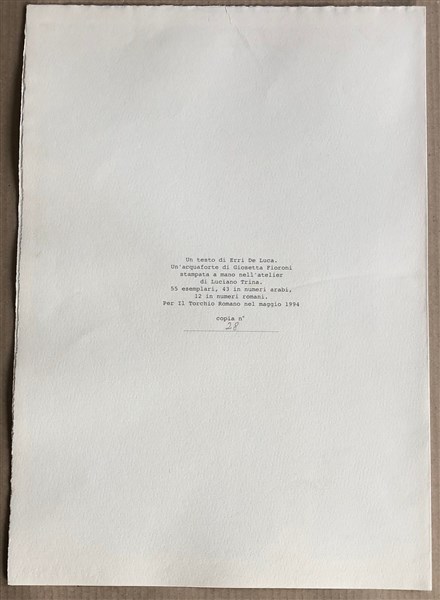 Un testo di Erri De Luca.
Un'acquaforte di Giosetta Fioroni
stampata a mano nell'atelier
di Luciano Trina.
55 esemplari, 43 in numeri arabi,
12 in numeri romani.
Per Il Torchio Romano nel maggio 1994
copia n°
28